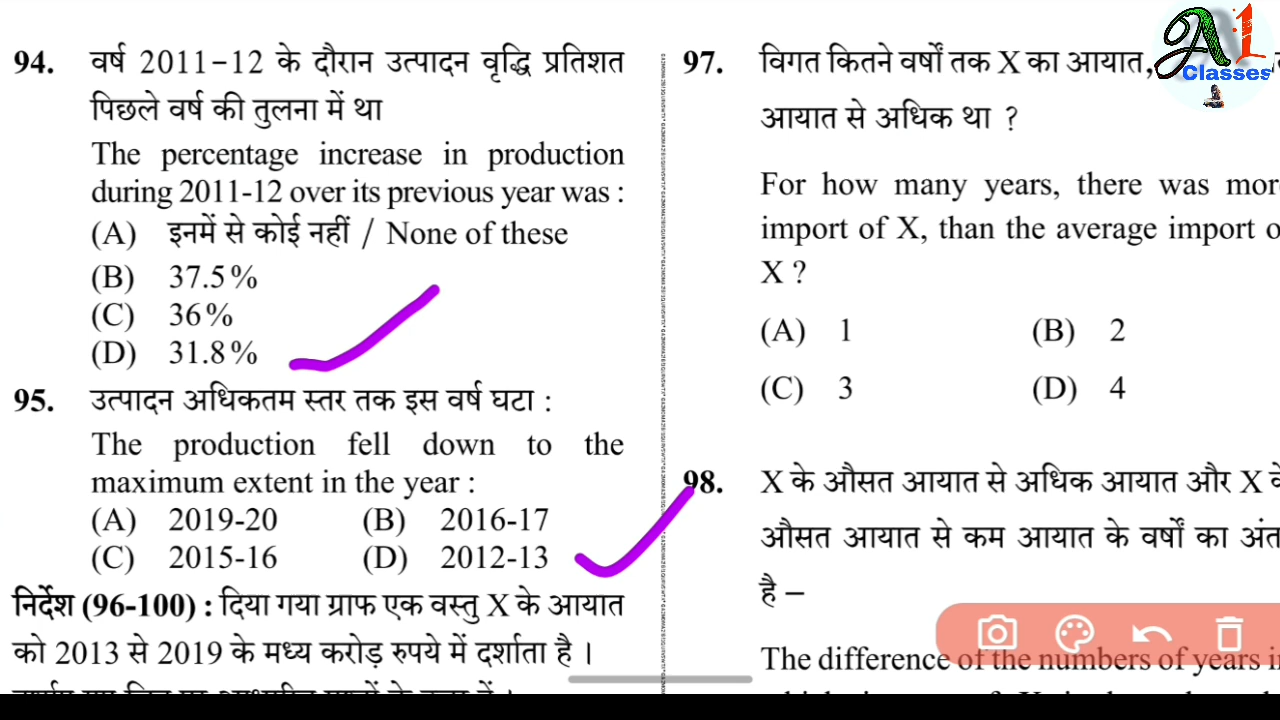 94. वर्ष 2011-12 के दौरान उत्पादन वृद्धि प्रतिशत
पिछले वर्ष की तुलना में था
The percentage increase in production
during 2011-12 over its previous year was :
(A) इनमें से कोई नहीं / None of these
(B) 37.5%
(C) 36%
(D) 31.8%
95. उत्पादन अधिकतम स्तर तक इस वर्ष घटा :
The production fell down to the
maximum extent in the year :
(A) 2019-20 (B) 2016-17
(C) 2015-16 (D) 2012-13
निर्देश (96-100) : दिया गया ग्राफ एक वस्तु X के आयात
को 2013 से 2019 के मध्य करोड़ रुपये में दर्शाता है ।
97. विगत कितने वर्षों तक X का आयात,
आयात से अधिक था ?
For how many years, there was more
import of X, than the average import o
X ?
(A) 1 (B) 2
(C) 3 (D) 4
98. X के औसत आयात से अधिक आयात और X के
औसत आयात से कम आयात के वर्षों का अंत
है –
The difference of the numbers of years in
A1
Classes